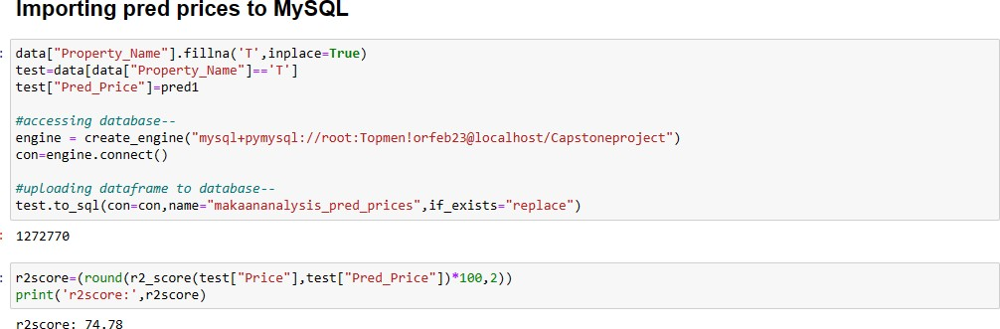 Importing pred prices to MySQL
data["Property_Name"].fillna('T',inplace=True)
test=data[data["Property_Name"]=='T']
test["Pred_Price"]=pred1
#accessing database--
engine = create_engine("mysql+pymysql://root:Topmen!orfeb23@localhost/Capstoneproject")
con=engine.connect()
#uploading dataframe to database--
test.to_sql(con=con,name="makaananalysis_pred_prices",if_exists="replace")
: 1272770
r2score=(round(r2_score(test["Price"],test["Pred_Price"])*100,2))
print('r2score:',r2score)
r2score: 74.78